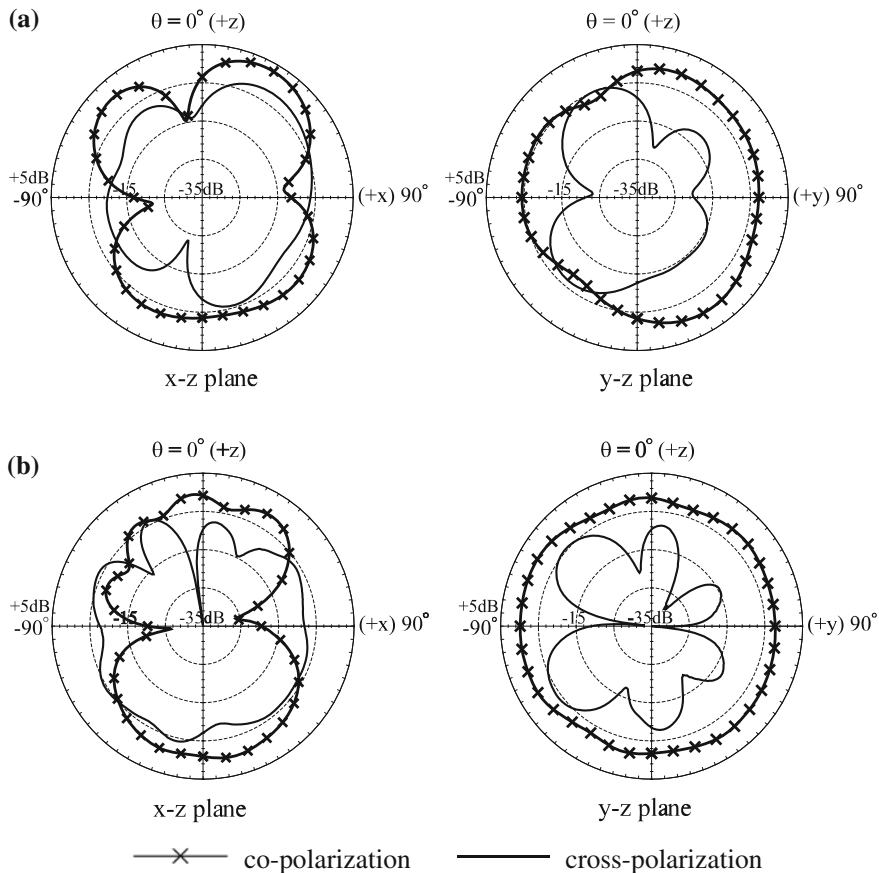 (a)
θ = 0° (+z)
θ = 0° (+z)
+5dB
-90°
-15
-35dB
(+x) 90°
+5dB
-90°
-15
-35dB
(+y) 90°
x-z plane
y-z plane
(b)
θ = 0° (+z)
θ = 0° (+z)
+5dB
-90°
-15
-35dB
(+x) 90°
+5dB
-90°
-15
-35dB
(+y) 90°
x-z plane
y-z plane
co-polarization
cross-polarization